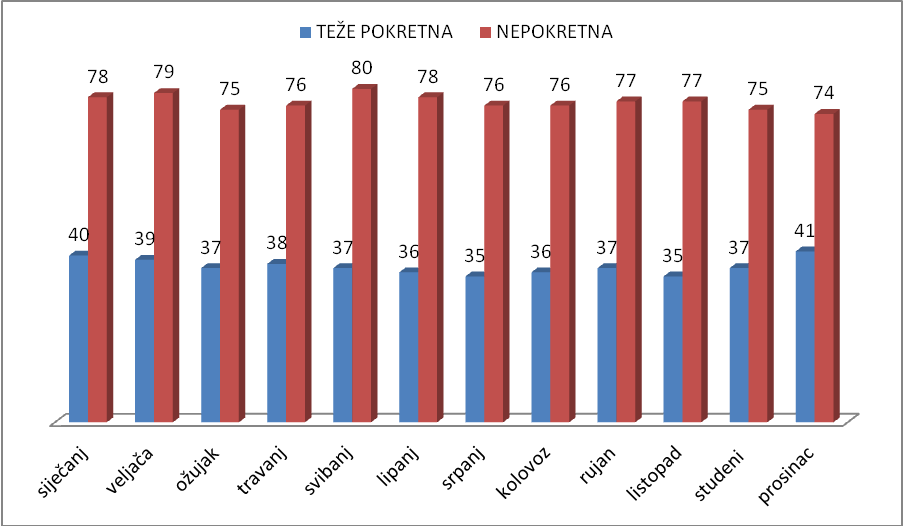 TEŽE POKRETNA NEPOKRETNA
78 79 75 76 80 78 76 76 77 77 75 74
40 39 37 38 37 36 35 36 37 35 37 41
siječanj veljača ožujak travanj svibanj lipanj srpanj kolovoz rujan listopad studeni prosinac